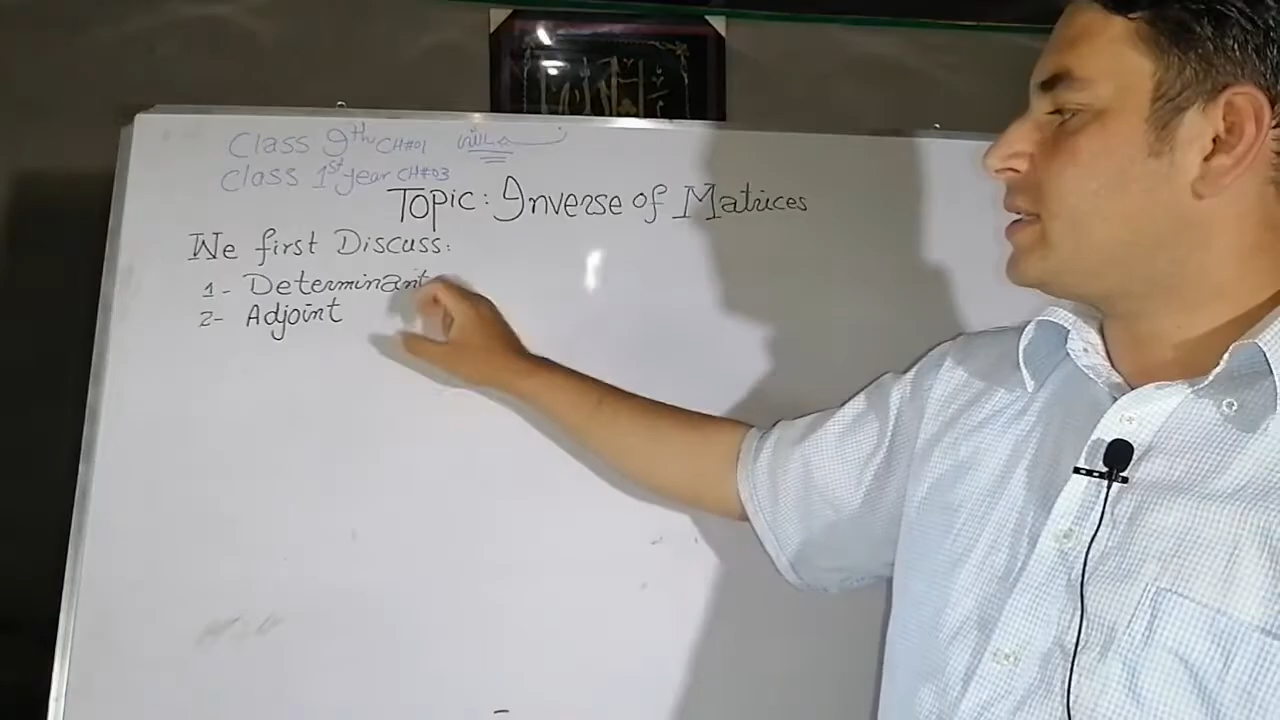 Class 9th CH#01
Class 1st year CH#03
Topic: Inverse of Matrices
We first Discuss:
1- Determinant
2- Adjoint